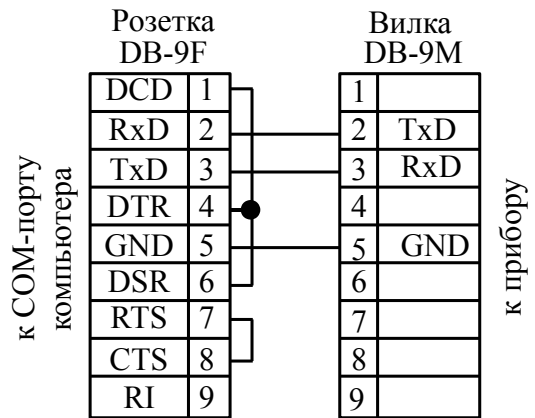 Розетка
DB-9F
Вилка
DB-9M
к COM-порту
компьютера
DCD 1
RxD 2
TxD 3
DTR 4
GND 5
DSR 6
RTS 7
CTS 8
RI 9
1
2 TxD
3 RxD
4
5 GND
6
7
8
9
к прибору